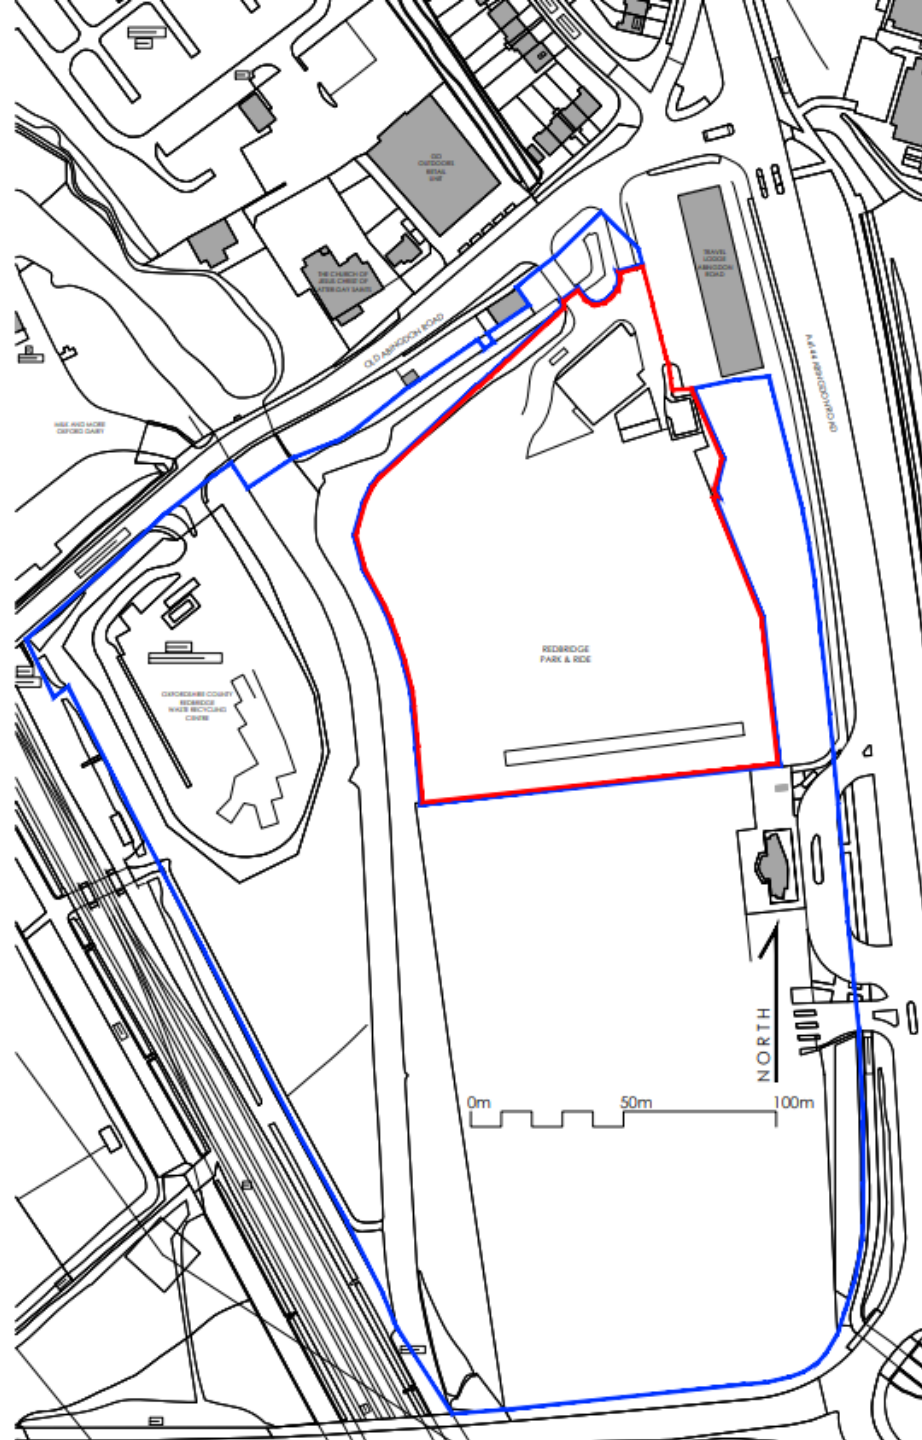 GO
OUTDOORS
RETAIL
UNIT
THE CHURCH OF
JESUS CHRIST OF
LATTER-DAY SAINTS
TRAVEL
LODGE
ABINGDON
ROAD
OLD ABINGDON ROAD
A4144 ABINGDON ROAD
MILK AND MORE
OXFORD DAIRY
REDBRIDGE
PARK & RIDE
OXFORDSHIRE COUNTY
REDBRIDGE
WASTE RECYCLING
CENTRE
NORTH
0m
50m
100m